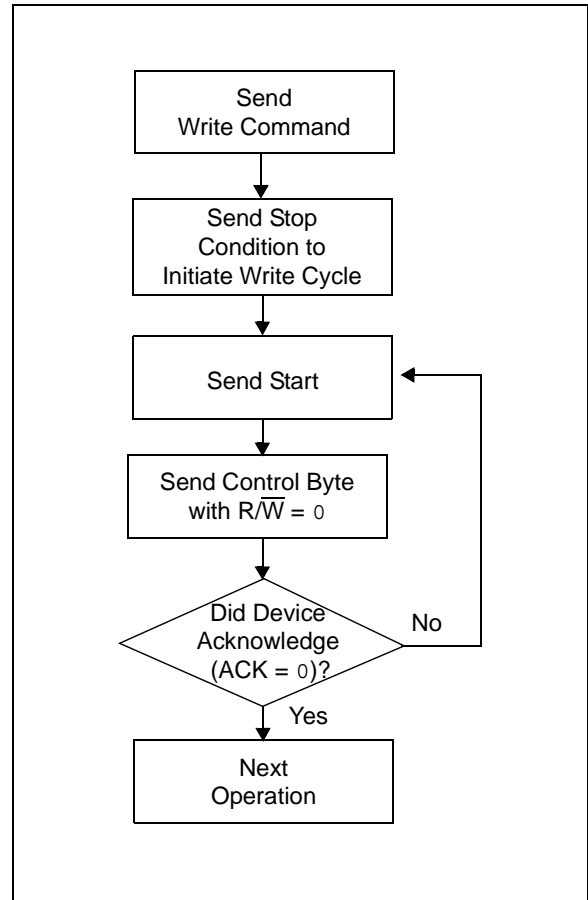 Send
Write Command
Send Stop
Condition to
Initiate Write Cycle
Send Start
Send Control Byte
with R/W̅ = 0
Did Device
Acknowledge
(ACK = 0)?
No
Yes
Next
Operation